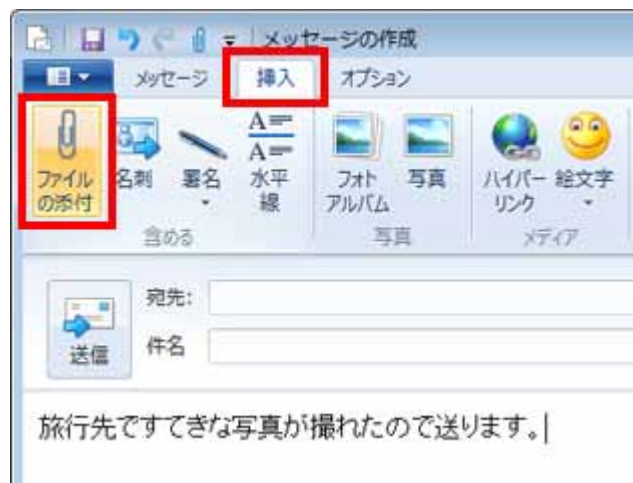 メッセージの作成
メッセージ 挿入 オプション
ファイル
の添付
名刺
署名
水平
線
フォト
アルバム
写真
ハイパー
リンク
絵文字
含める 写真 メディア
宛先:
送信
件名
旅行先ですてきな写真が撮れたので送ります。